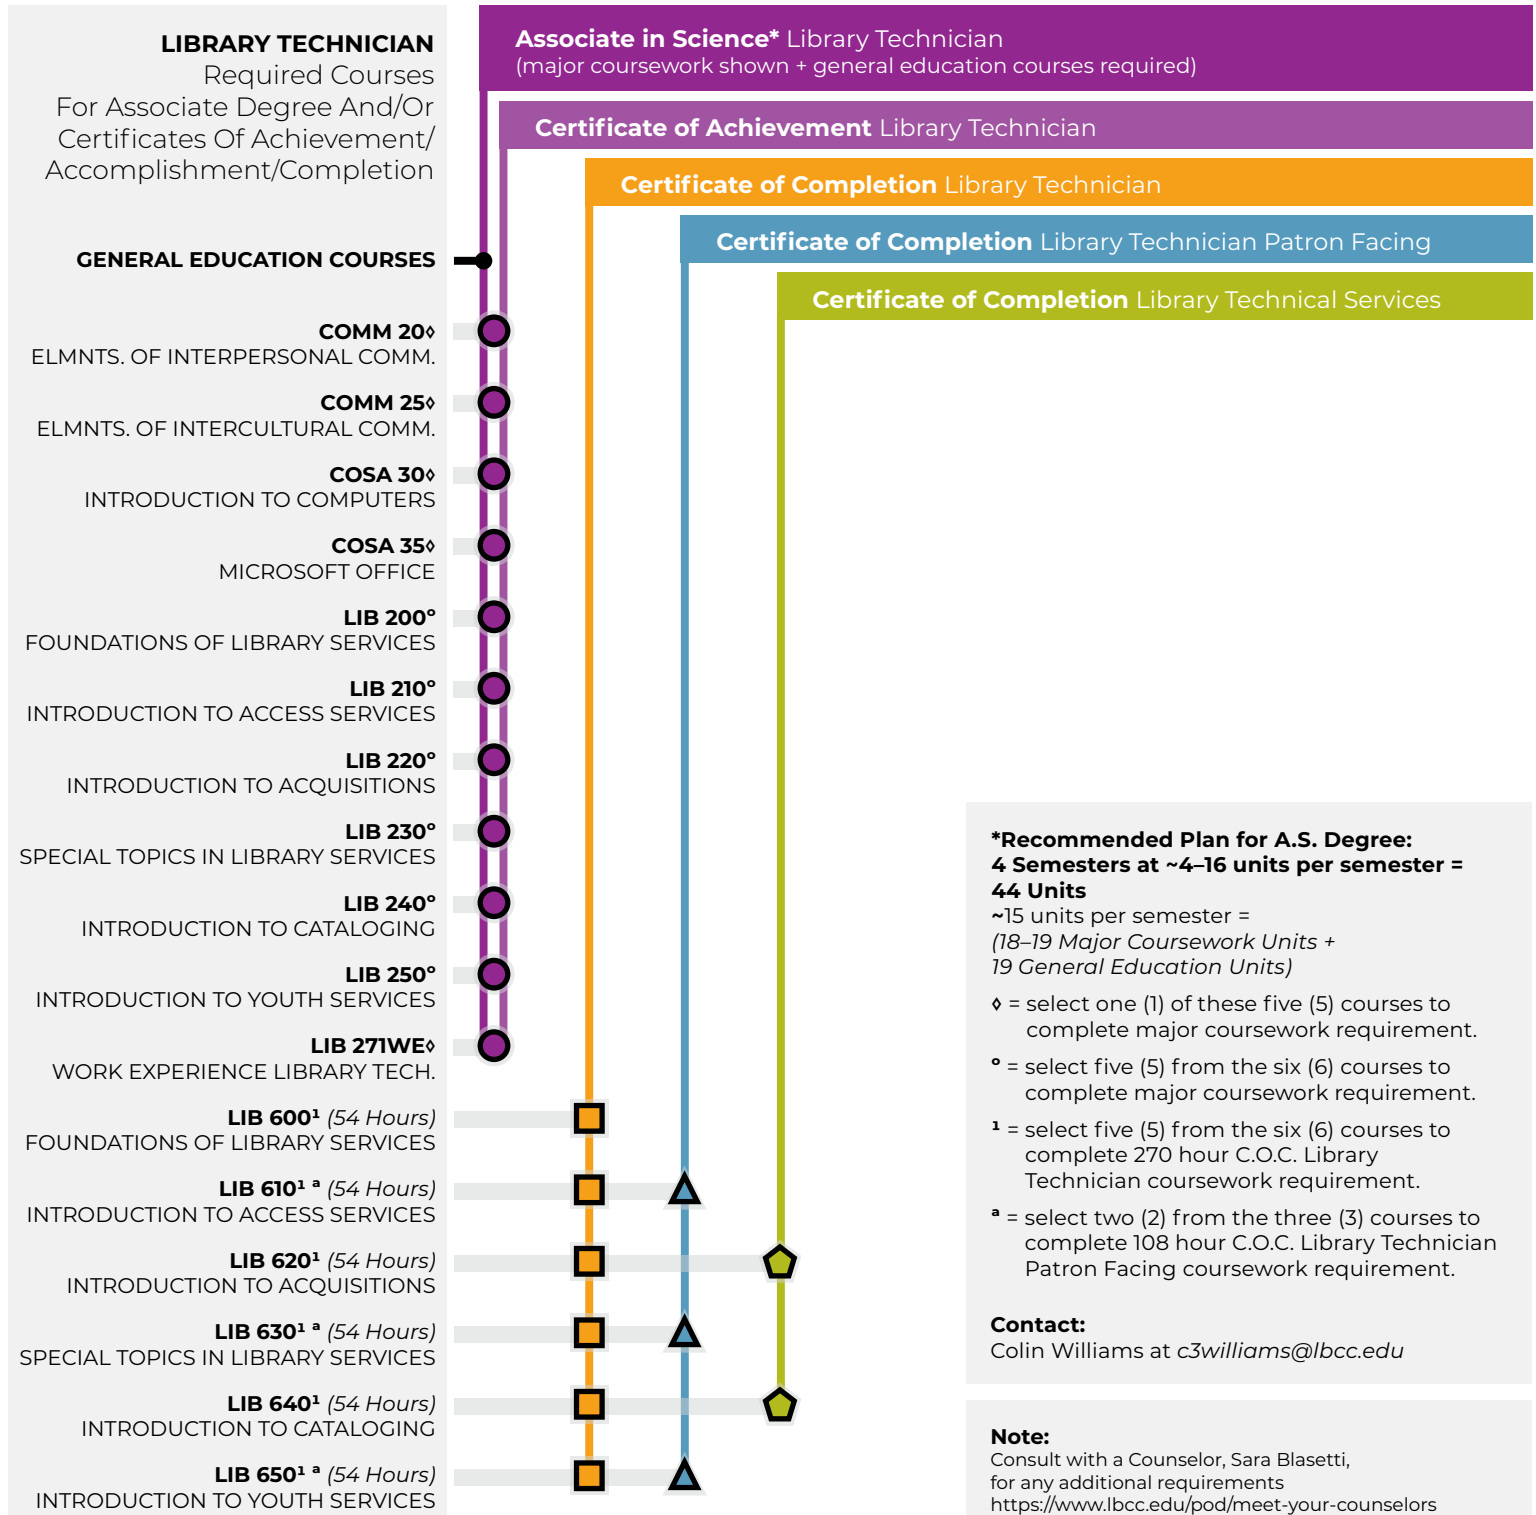 LIBRARY TECHNICIAN
Required Courses
For Associate Degree And/Or
Certificates Of Achievement/
Accomplishment/Completion
Associate in Science* Library Technician
(major coursework shown + general education courses required)
Certificate of Achievement Library Technician
Certificate of Completion Library Technician
Certificate of Completion Library Technician Patron Facing
Certificate of Completion Library Technical Services
GENERAL EDUCATION COURSES
COMM 20◊
ELMNTS. OF INTERPERSONAL COMM.
COMM 25◊
ELMNTS. OF INTERCULTURAL COMM.
COSA 30◊
INTRODUCTION TO COMPUTERS
COSA 35◊
MICROSOFT OFFICE
LIB 200º
FOUNDATIONS OF LIBRARY SERVICES
LIB 210º
INTRODUCTION TO ACCESS SERVICES
LIB 220º
INTRODUCTION TO ACQUISITIONS
LIB 230º
SPECIAL TOPICS IN LIBRARY SERVICES
LIB 240º
INTRODUCTION TO CATALOGING
LIB 250º
INTRODUCTION TO YOUTH SERVICES
LIB 271WE◊
WORK EXPERIENCE LIBRARY TECH.
LIB 600¹ (54 Hours)
FOUNDATIONS OF LIBRARY SERVICES
LIB 610¹ ª (54 Hours)
INTRODUCTION TO ACCESS SERVICES
LIB 620¹ (54 Hours)
INTRODUCTION TO ACQUISITIONS
LIB 630¹ ª (54 Hours)
SPECIAL TOPICS IN LIBRARY SERVICES
LIB 640¹ (54 Hours)
INTRODUCTION TO CATALOGING
LIB 650¹ ª (54 Hours)
INTRODUCTION TO YOUTH SERVICES
*Recommended Plan for A.S. Degree:
4 Semesters at ~4–16 units per semester =
44 Units
~15 units per semester =
(18–19 Major Coursework Units +
19 General Education Units)
◊ = select one (1) of these five (5) courses to
complete major coursework requirement.
º = select five (5) from the six (6) courses to
complete major coursework requirement.
¹ = select five (5) from the six (6) courses to
complete 270 hour C.O.C. Library
Technician coursework requirement.
ª = select two (2) from the three (3) courses to
complete 108 hour C.O.C. Library Technician
Patron Facing coursework requirement.
Contact:
Colin Williams at c3williams@lbcc.edu
Note:
Consult with a Counselor, Sara Blasetti,
for any additional requirements
https://www.lbcc.edu/pod/meet-your-counselors